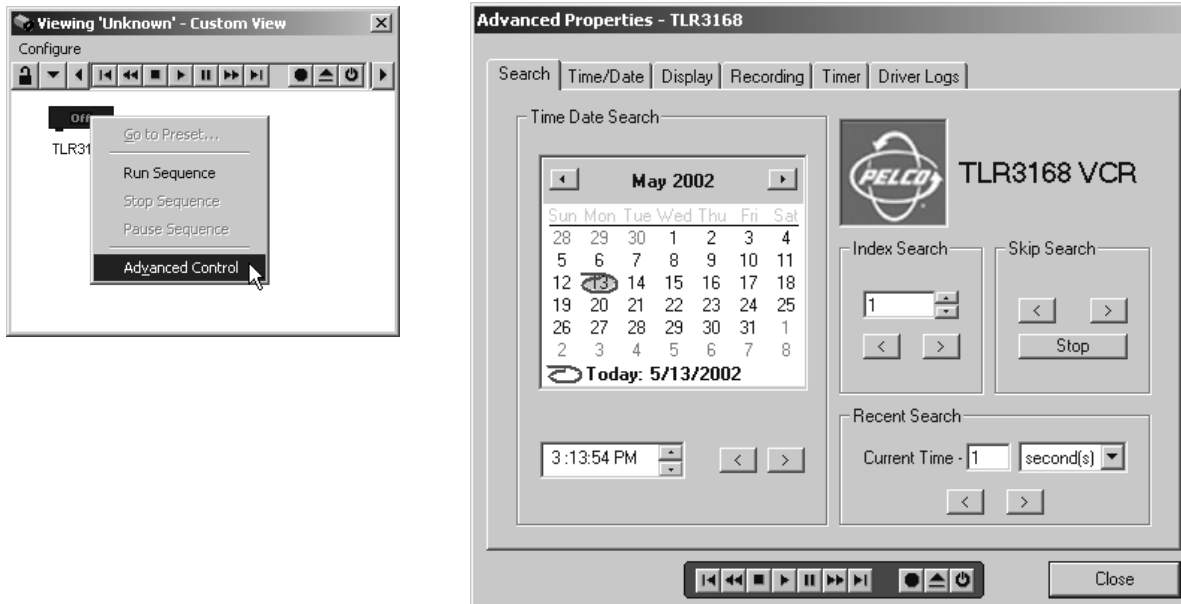 Viewing 'Unknown' - Custom View
Configure
Off
TLR31
Go to Preset...
Run Sequence
Stop Sequence
Pause Sequence
Advanced Control
Advanced Properties - TLR3168
Search Time/Date Display Recording Timer Driver Logs
Time Date Search
May 2002
Sun Mon Tue Wed Thu Fri Sat
28 29 30 1 2 3 4
5 6 7 8 9 10 11
12 13 14 15 16 17 18
19 20 21 22 23 24 25
26 27 28 29 30 31 1
2 3 4 5 6 7 8
Today: 5/13/2002
3:13:54 PM
< >
PELCO
TLR3168 VCR
Index Search
1
< >
Skip Search
< >
Stop
Recent Search
Current Time - 1 second(s)
< >
Close